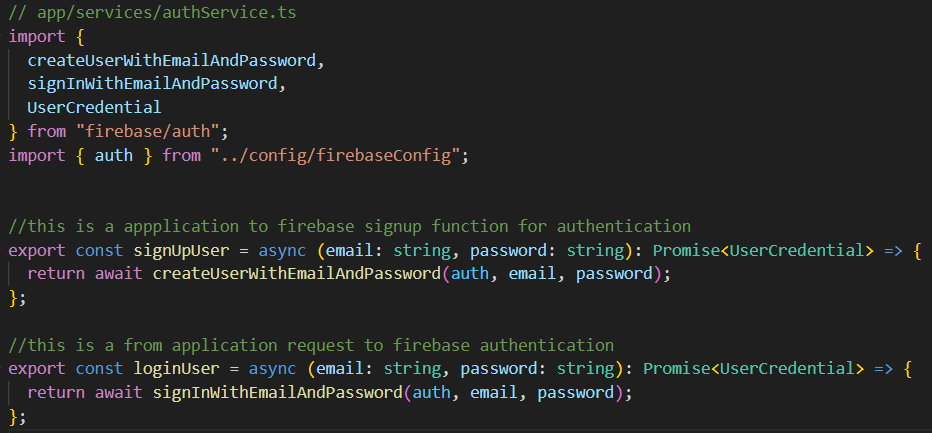 // app/services/authService.ts
import {
  createUserWithEmailAndPassword,
  signInWithEmailAndPassword,
  UserCredential
} from "firebase/auth";
import { auth } from "../config/firebaseConfig";

//this is a appplication to firebase signup function for authentication
export const signUpUser = async (email: string, password: string): Promise<UserCredential> => {
  return await createUserWithEmailAndPassword(auth, email, password);
};

//this is a from application request to firebase authentication
export const loginUser = async (email: string, password: string): Promise<UserCredential> => {
  return await signInWithEmailAndPassword(auth, email, password);
};